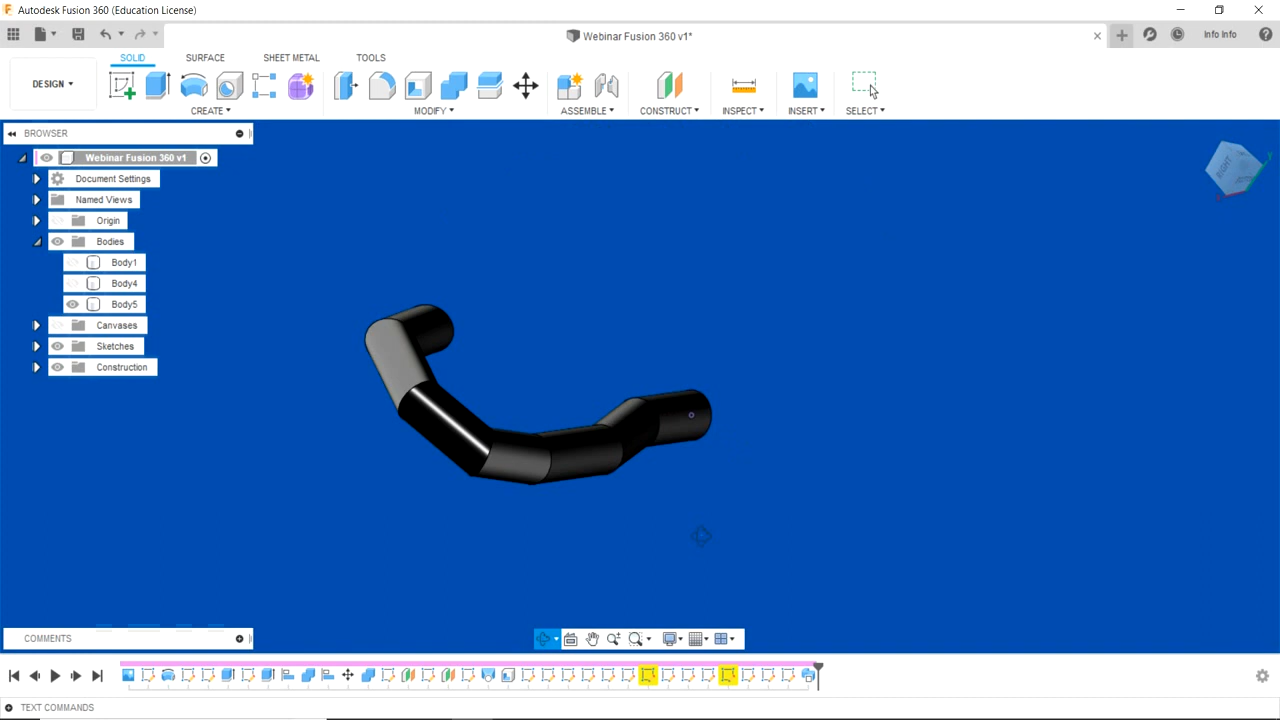 Autodesk Fusion 360 (Education License)
Webinar Fusion 360 v1*
Info Info
SOLID SURFACE SHEET METAL TOOLS
DESIGN
CREATE MODIFY ASSEMBLE CONSTRUCT INSPECT INSERT SELECT
BROWSER
Webinar Fusion 360 v1
Document Settings
Named Views
Origin
Bodies
Body1
Body4
Body5
Canvases
Sketches
Construction
RIGHT
COMMENTS
TEXT COMMANDS